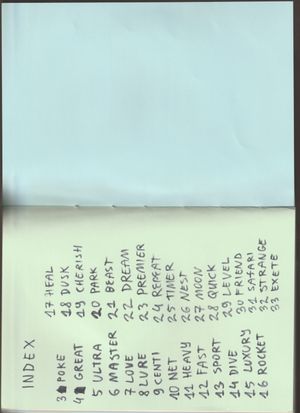 INDEX
3 POKE
4 GREAT
5 ULTRA
6 MASTER
7 LOVE
8 LURE
9 CENTI
10 NET
11 HEAVY
12 FAST
13 SPORT
14 DIVE
15 LUXURY
16 ROCKET
17 HEAL
18 DUSK
19 CHERISH
20 PARK
21 BEAST
22 DREAM
23 PREMIER
24 REPEAT
25 TIMER
26 NEST
27 MOON
28 QUICK
29 LEVEL
30 FRIEND
31 SAFARI
32 STRANGE
33 EXETE